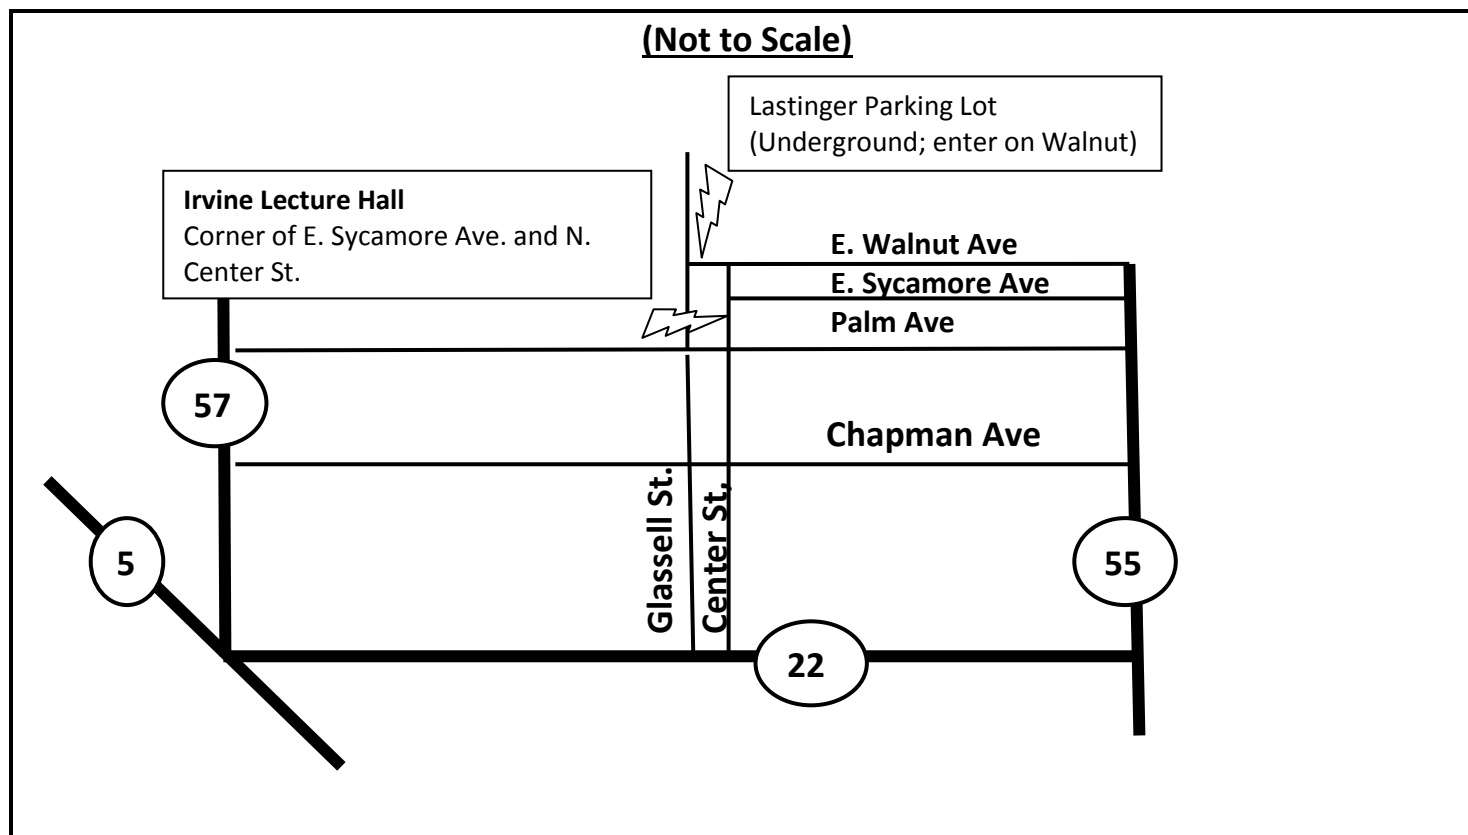 (Not to Scale)
Lastinger Parking Lot
(Underground; enter on Walnut)
Irvine Lecture Hall
Corner of E. Sycamore Ave. and N.
Center St.
E. Walnut Ave
E. Sycamore Ave
Palm Ave
57
Chapman Ave
Glassell St.
Center St,
5
55
22